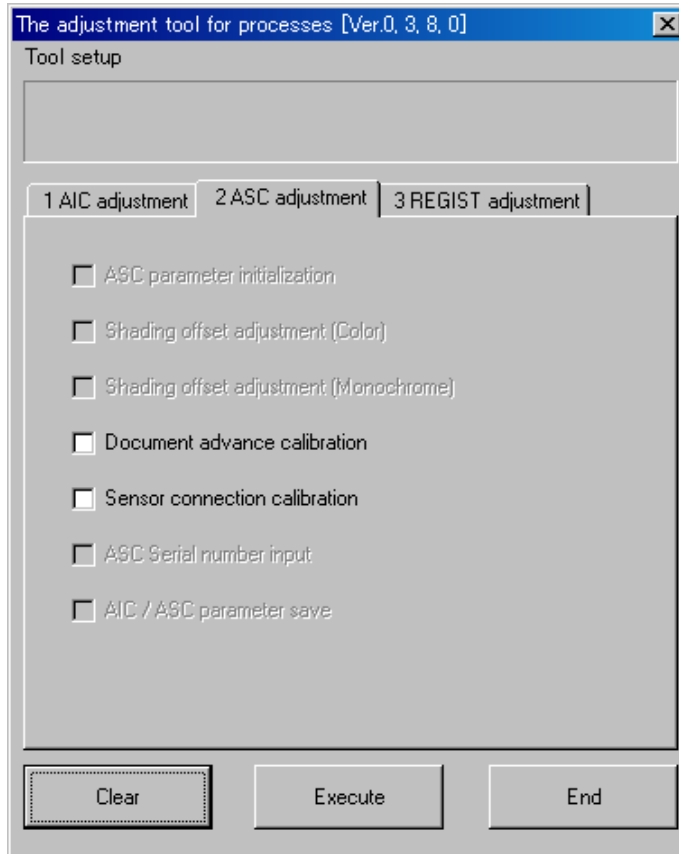 The adjustment tool for processes [Ver.0, 3, 8, 0]
Tool setup
1 AIC adjustment 2 ASC adjustment 3 REGIST adjustment
ASC parameter initialization
Shading offset adjustment (Color)
Shading offset adjustment (Monochrome)
Document advance calibration
Sensor connection calibration
ASC Serial number input
AIC / ASC parameter save
Clear Execute End